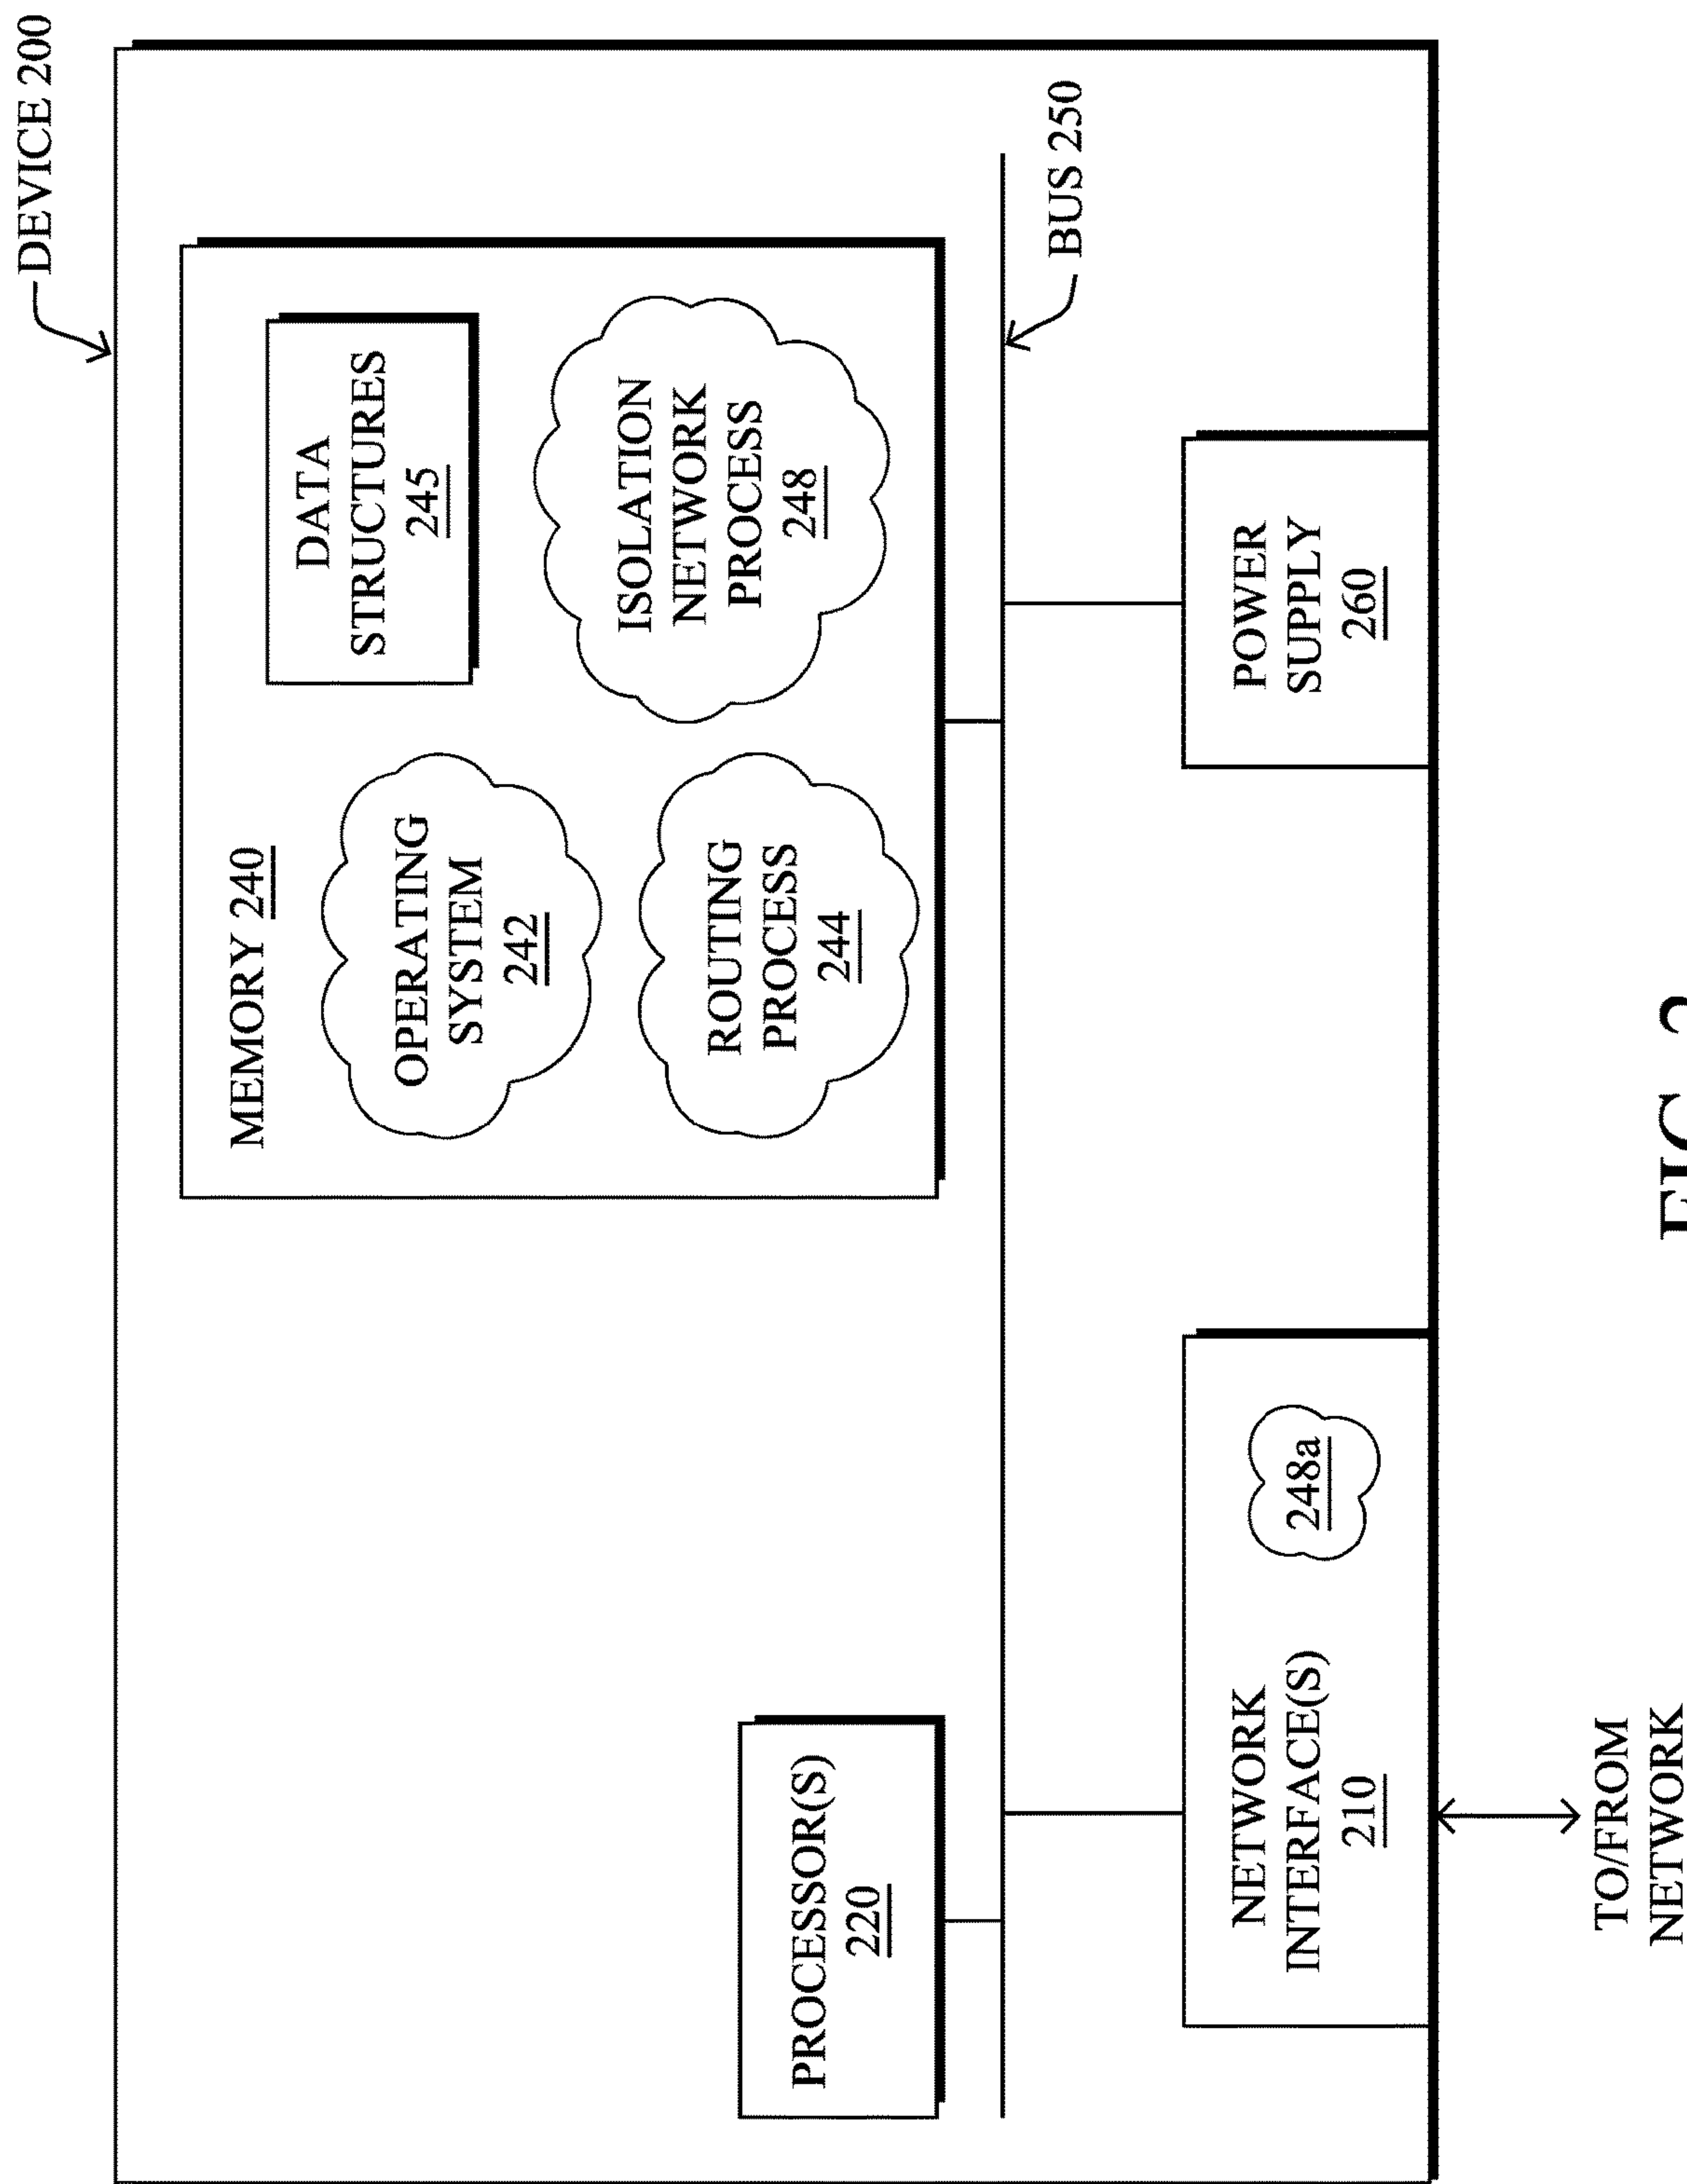 DEVICE 200
MEMORY 240
OPERATING
SYSTEM
242
DATA
STRUCTURES
245
ROUTING
PROCESS
244
ISOLATION
NETWORK
PROCESS
248
PROCESSOR(S)
220
BUS 250
NETWORK
INTERFACE(S)
210
248a
POWER
SUPPLY
260
TO/FROM
NETWORK